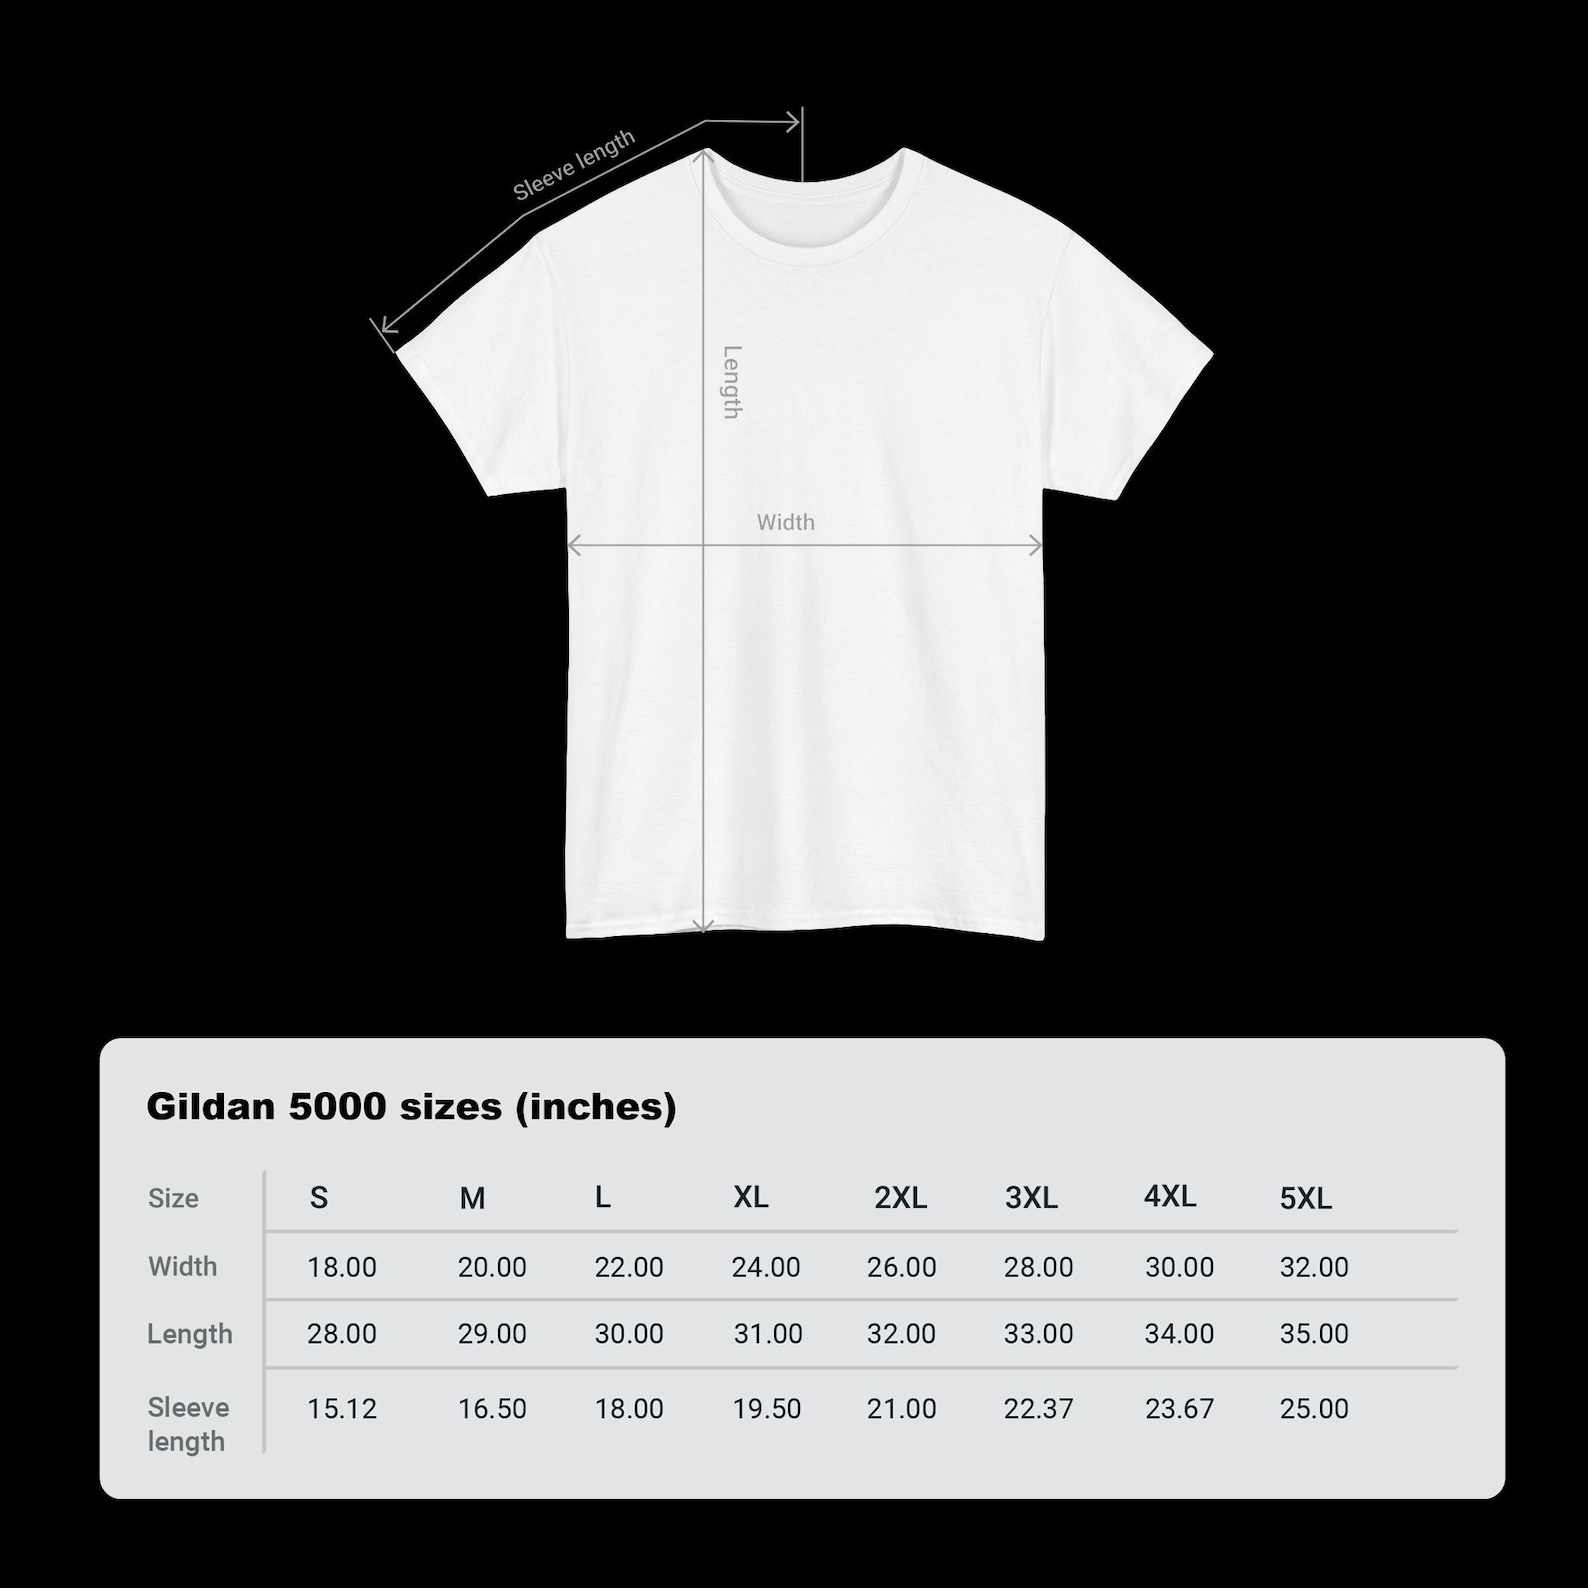 Sleeve length
Length
Width
Gildan 5000 sizes (inches)
Size S M L XL 2XL 3XL 4XL 5XL
Width 18.00 20.00 22.00 24.00 26.00 28.00 30.00 32.00
Length 28.00 29.00 30.00 31.00 32.00 33.00 34.00 35.00
Sleeve 15.12 16.50 18.00 19.50 21.00 22.37 23.67 25.00
length